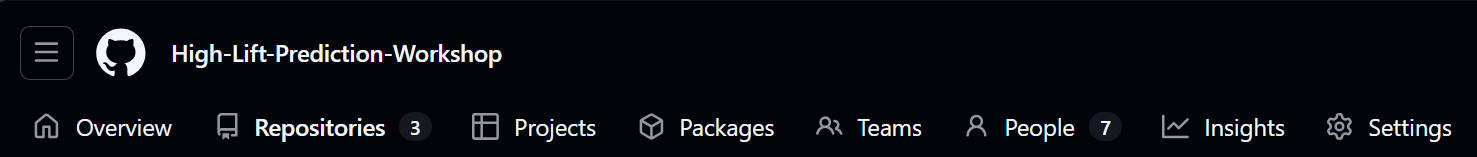 High-Lift-Prediction-Workshop
Overview Repositories 3 Projects Packages Teams People 7 Insights Settings